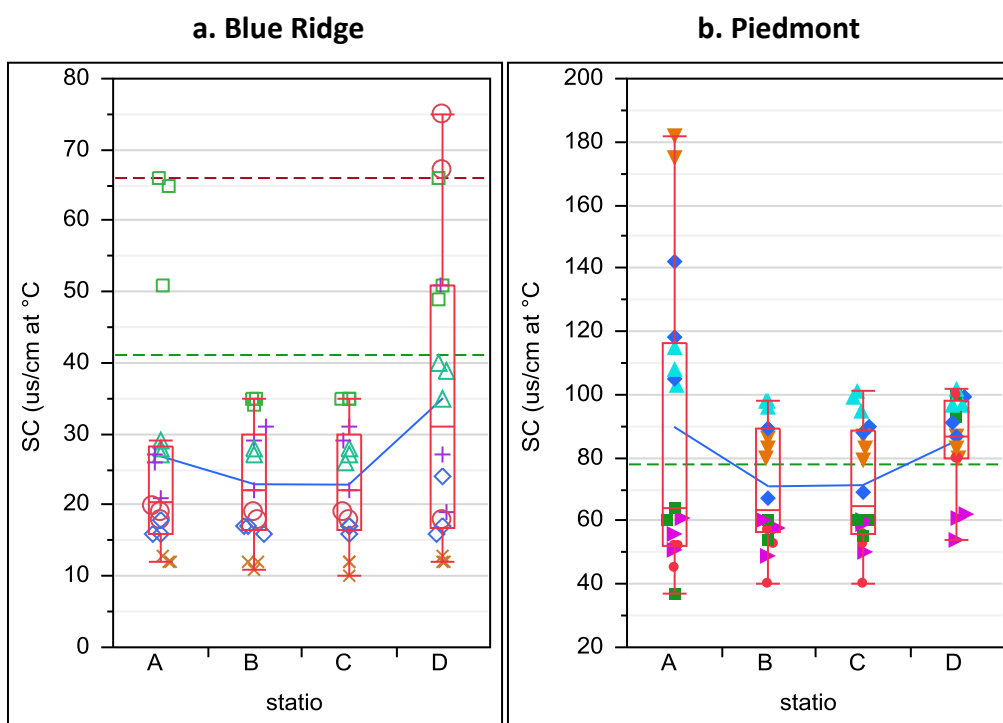 a. Blue Ridge
b. Piedmont
SC (us/cm at °C)
80
70
60
50
40
30
20
10
0
A B C D
statio
SC (us/cm at °C)
200
180
160
140
120
100
80
60
40
20
A B C D
statio